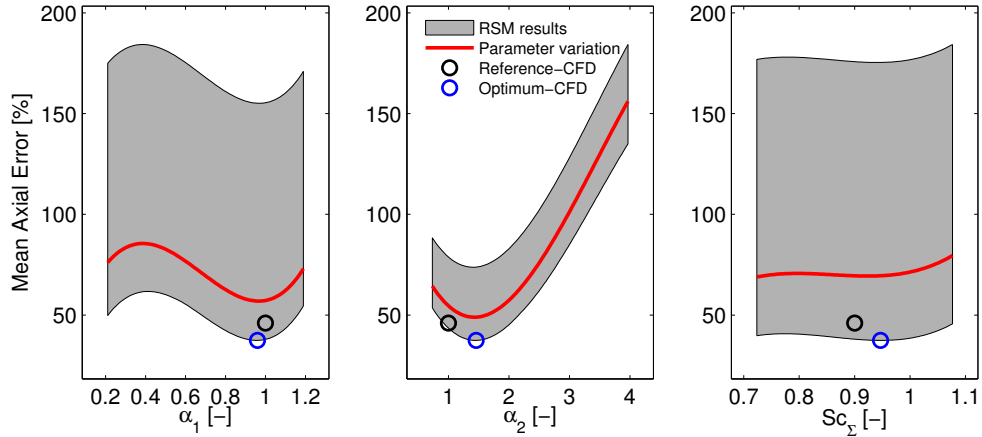 Mean Axial Error [%]
200
150
100
50
0.2 0.4 0.6 0.8 1 1.2
α1 [−]
200
150
100
50
1 2 3 4
α2 [−]
RSM results
Parameter variation
Reference−CFD
Optimum−CFD
200
150
100
50
0.7 0.8 0.9 1 1.1
ScΣ [−]